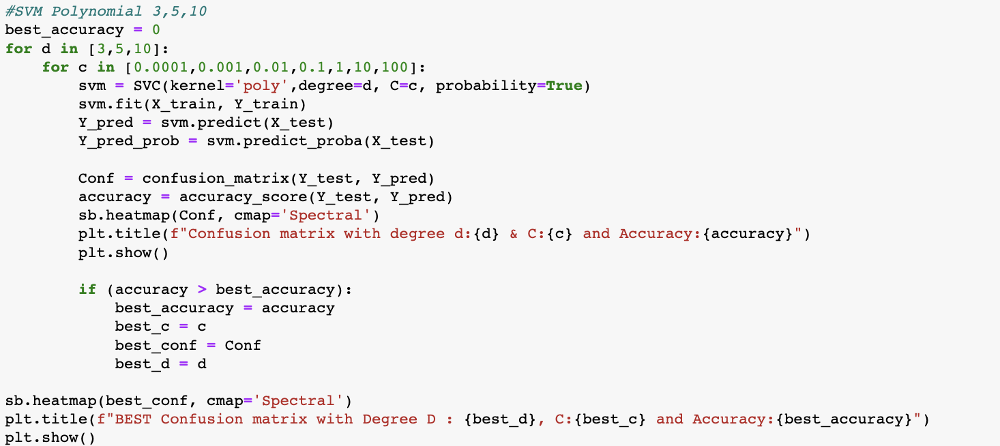 #SVM Polynomial 3,5,10
best_accuracy = 0
for d in [3,5,10]:
    for c in [0.0001,0.001,0.01,0.1,1,10,100]:
        svm = SVC(kernel='poly',degree=d, C=c, probability=True)
        svm.fit(X_train, Y_train)
        Y_pred = svm.predict(X_test)
        Y_pred_prob = svm.predict_proba(X_test)

        Conf = confusion_matrix(Y_test, Y_pred)
        accuracy = accuracy_score(Y_test, Y_pred)
        sb.heatmap(Conf, cmap='Spectral')
        plt.title(f"Confusion matrix with degree d:{d} & C:{c} and Accuracy:{accuracy}")
        plt.show()

        if (accuracy > best_accuracy):
            best_accuracy = accuracy
            best_c = c
            best_conf = Conf
            best_d = d

sb.heatmap(best_conf, cmap='Spectral')
plt.title(f"BEST Confusion matrix with Degree D : {best_d}, C:{best_c} and Accuracy:{best_accuracy}")
plt.show()